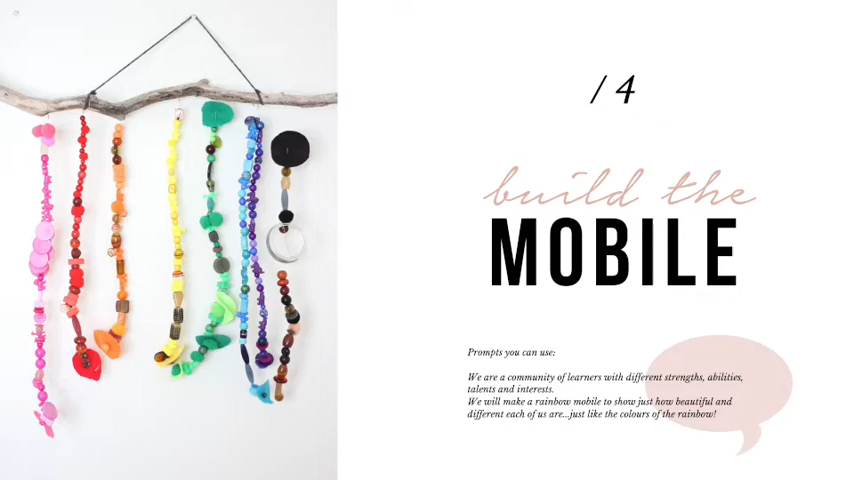 / 4
build the
MOBILE
Prompts you can use:
We are a community of learners with different strengths, abilities,
talents and interests.
We will make a rainbow mobile to show just how beautiful and
different each of us are...just like the colours of the rainbow!